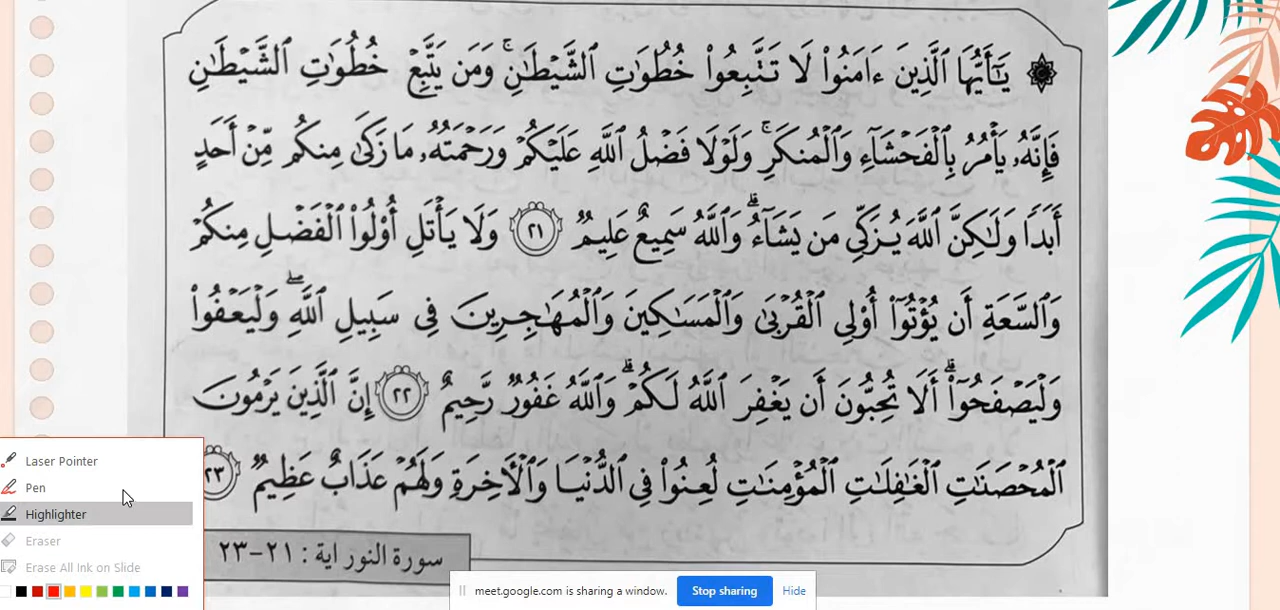 ۞ يَـٰٓأَيُّهَا ٱلَّذِينَ ءَامَنُوا۟ لَا تَتَّبِعُوا۟ خُطُوَٰتِ ٱلشَّيْطَـٰنِ ۚ وَمَن يَتَّبِعْ خُطُوَٰتِ ٱلشَّيْطَـٰنِ
فَإِنَّهُۥ يَأْمُرُ بِٱلْفَحْشَآءِ وَٱلْمُنكَرِ ۚ وَلَوْلَا فَضْلُ ٱللَّهِ عَلَيْكُمْ وَرَحْمَتُهُۥ مَا زَكَىٰ مِنكُم مِّنْ أَحَدٍ
أَبَدًا وَلَـٰكِنَّ ٱللَّهَ يُزَكِّى مَن يَشَآءُ ۗ وَٱللَّهُ سَمِيعٌ عَلِيمٌ ٢١ وَلَا يَأْتَلِ أُو۟لُوا۟ ٱلْفَضْلِ مِنكُمْ
وَٱلسَّعَةِ أَن يُؤْتُوٓا۟ أُو۟لِى ٱلْقُرْبَىٰ وَٱلْمَسَـٰكِينَ وَٱلْمُهَـٰجِرِينَ فِى سَبِيلِ ٱللَّهِ ۖ وَلْيَعْفُوا۟
وَلْيَصْفَحُوٓا۟ ۗ أَلَا تُحِبُّونَ أَن يَغْفِرَ ٱللَّهُ لَكُمْ ۗ وَٱللَّهُ غَفُورٌ رَّحِيمٌ ٢٢ إِنَّ ٱلَّذِينَ يَرْمُونَ
ٱلْمُحْصَنَـٰتِ ٱلْغَـٰفِلَـٰتِ ٱلْمُؤْمِنَـٰتِ لُعِنُوا۟ فِى ٱلدُّنْيَا وَٱلْـَٔاخِرَةِ وَلَهُمْ عَذَابٌ عَظِيمٌ ٢٣
سورة النور اية : ٢١-٢٣
Laser Pointer
Pen
Highlighter
Eraser
Erase All Ink on Slide
meet.google.com is sharing a window.
Stop sharing
Hide